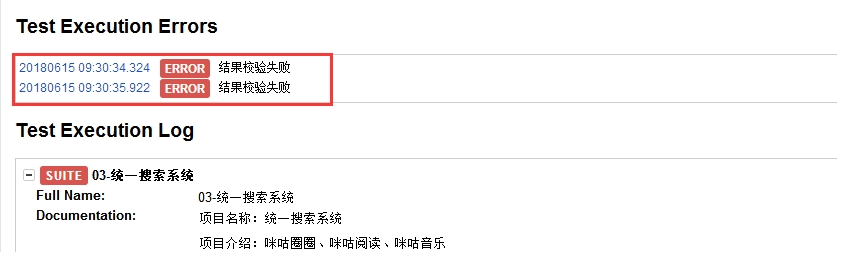 Test Execution Errors
20180615 09:30:34.324 ERROR 结果校验失败
20180615 09:30:35.922 ERROR 结果校验失败
Test Execution Log
SUITE 03-统一搜索系统
Full Name: 03-统一搜索系统
Documentation: 项目名称：统一搜索系统
项目介绍：咪咕圈圈、咪咕阅读、咪咕音乐